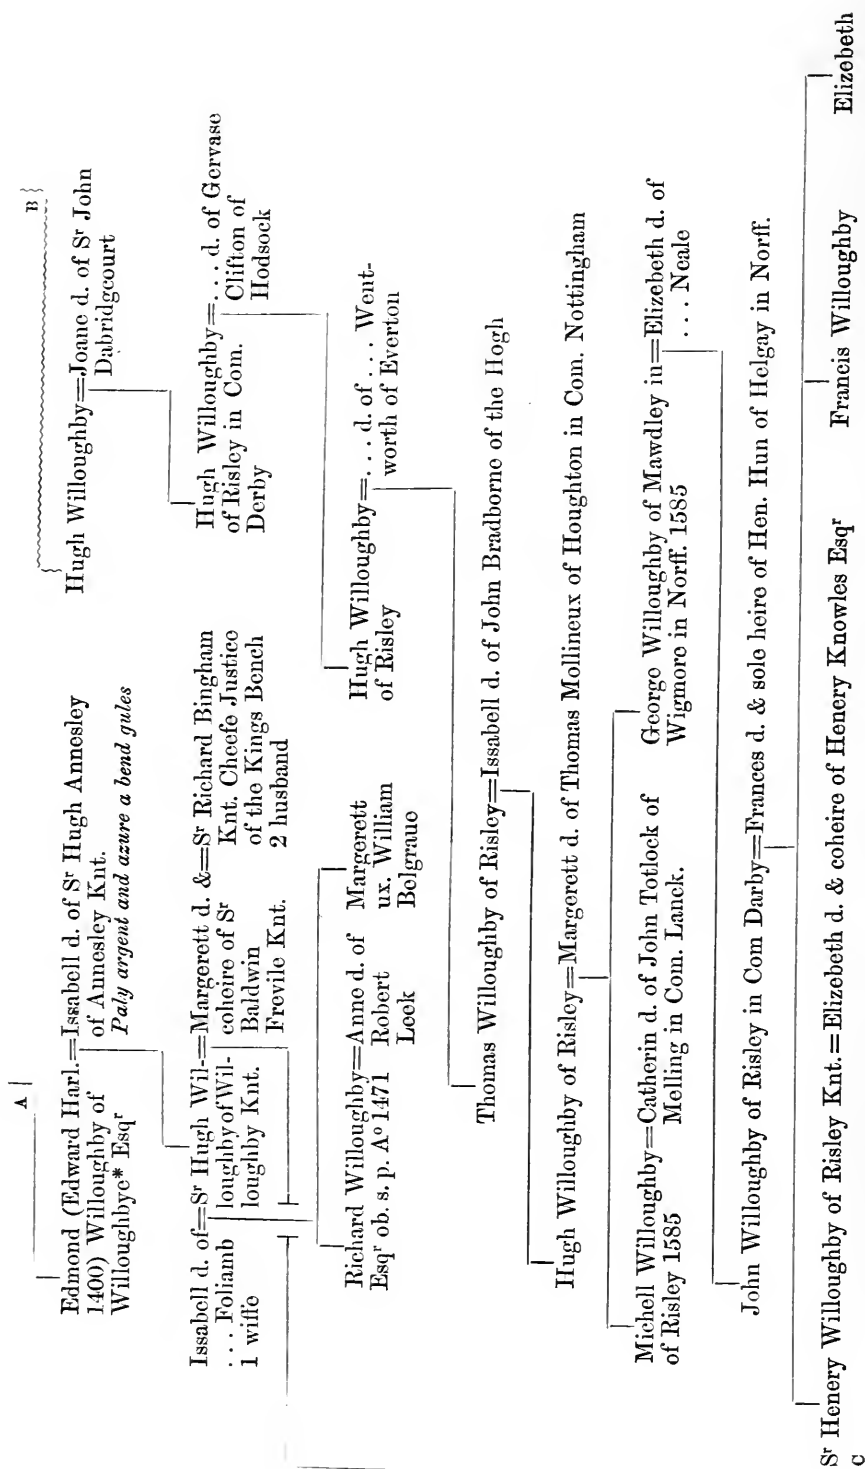 A
B
Edmond (Edward Harl.=Issabell d. of Sʳ Hugh Annesley
1400) Willoughby of
Willoughbye* Esqʳ
of Annesley Knt.
Paly argent and azure a bend gules
Hugh Willoughby=Joane d. of Sʳ John
Dabridgcourt
Issabell d. of=Sʳ Hugh Wil-=Margerett d. &=Sʳ Richard Bingham
. . . Foliamb
1 wiffe
loughby of Wil-
loughby Knt.
coheire of Sʳ
Baldwin
Frevile Knt.
Knt. Cheefe Justice
of the Kings Bench
2 husband
Hugh Willoughby=. . . d. of Gervase
of Risley in Com.
Derby
Clifton of
Hodsock
Richard Willoughby=Anne d. of
Esqʳ ob. s. p. Aᵒ 1471
Robert
Leek
Margerett
ux. William
Belgraue
Hugh Willoughby=. . . d. of . . . Went-
of Risley
worth of Everton
Thomas Willoughby of Risley=Issabell d. of John Bradborne of the Hogh
Hugh Willoughby of Risley=Margerett d. of Thomas Mollineux of Houghton in Com. Nottingham
Michell Willoughby=Catherin d. of John Totlock of
of Risley 1585
Melling in Com. Lanck.
George Willoughby of Mawdley in=Elizebeth d. of
Wigmore in Norff. 1585
. . . Neale
John Willoughby of Risley in Com Darby=Frances d. & sole heire of Hen. Hun of Helgay in Norff.
Sʳ Henery Willoughby of Risley Knt.=Elizebeth d. & coheire of Henery Knowles Esqʳ
C
Francis Willoughby
Elizebeth